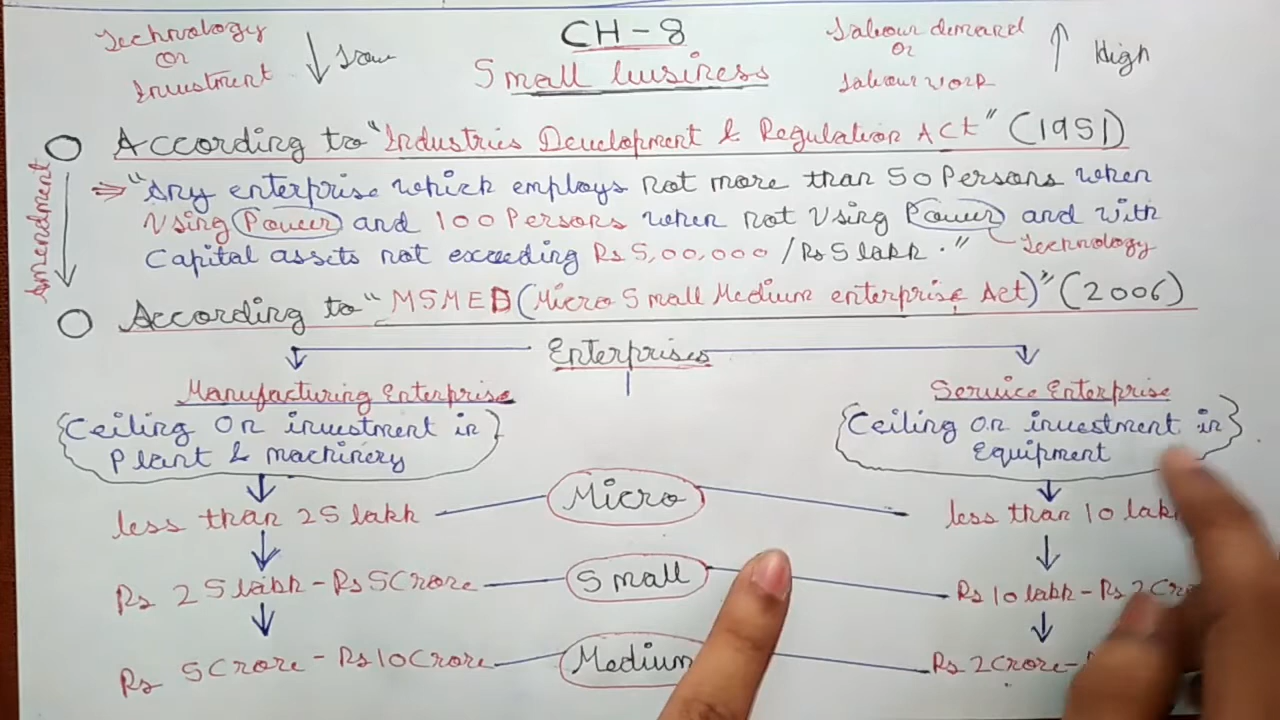 CH-8
Small business
Technology
or
Investment
Low
Labour demand
or
Labour work
High
According to "Industries Development & Regulation Act" (1951)
Amendment
⇒ "Any enterprise which employs not more than 50 Persons when
Using Power and 100 Persons when not Using Power and with
Capital assets not exceeding Rs 5,00,000 / Rs 5 lakh."
Technology
According to "MSMED (Micro Small Medium enterprise Act)" (2006)
Enterprises
Manufacturing Enterprise
Service Enterprise
Ceiling on investment in
Plant & machinery
Ceiling on investment in
Equipment
less than 25 lakh
Micro
less than 10
Rs 25 lakh - Rs 5 Crore
Small
Rs 10 lakh - Rs 2
Rs 5 Crore - Rs 10 Crore
Medium
Rs 2 Crore -